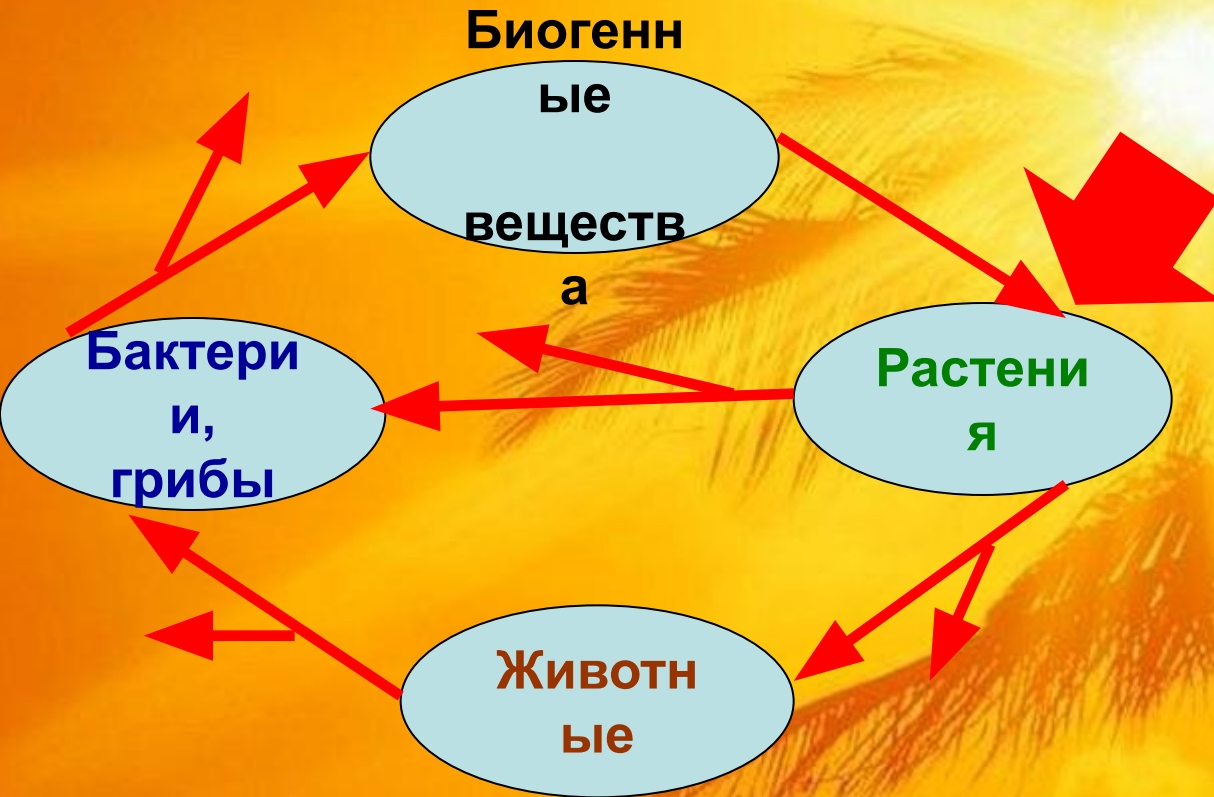 Биогенн
ые
веществ
а
Бактери
и,
грибы
Растени
я
Животн
ые